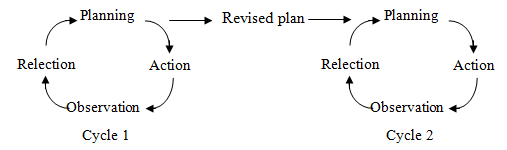 Planning Revised plan Planning
Relection Action Relection Action
Observation Observation
Cycle 1 Cycle 2